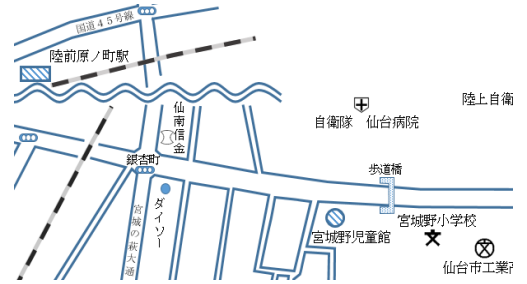 国道45号線
陸前原ノ町駅
仙南信金
自衛隊 仙台病院
陸上自衛
銀杏町
歩道橋
ダイソー
宮城の萩大通
宮城野児童館
宮城野小学校
仙台市工業高